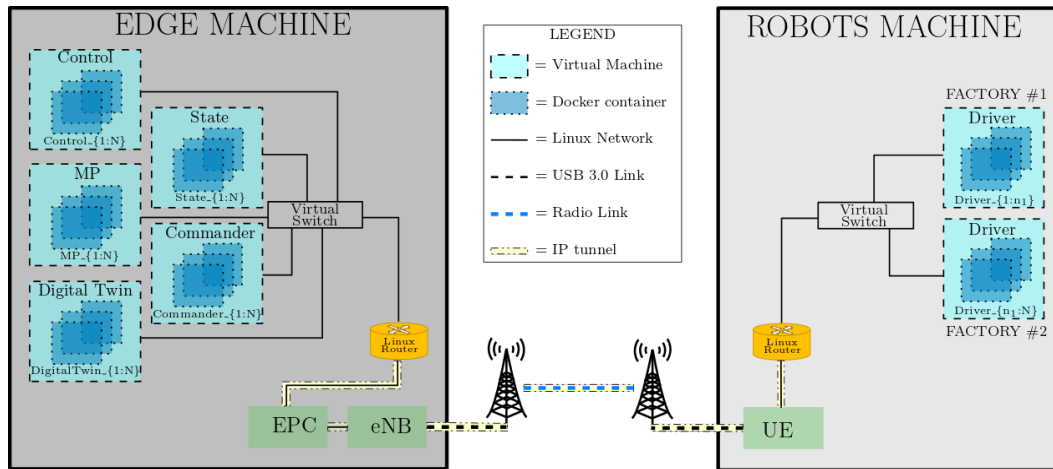 EDGE MACHINE
Control
Control_{1:N}
State
State_{1:N}
MP
MP_{1:N}
Commander
Commander_{1:N}
Digital Twin
DigitalTwin_{1:N}
Virtual
Switch
Linux
Router
EPC
eNB
LEGEND
= Virtual Machine
= Docker container
= Linux Network
= USB 3.0 Link
= Radio Link
= IP tunnel
ROBOTS MACHINE
FACTORY #1
Driver
Driver_{1:n₁}
Virtual
Switch
Driver
Driver_{n₁:N}
FACTORY #2
Linux
Router
UE